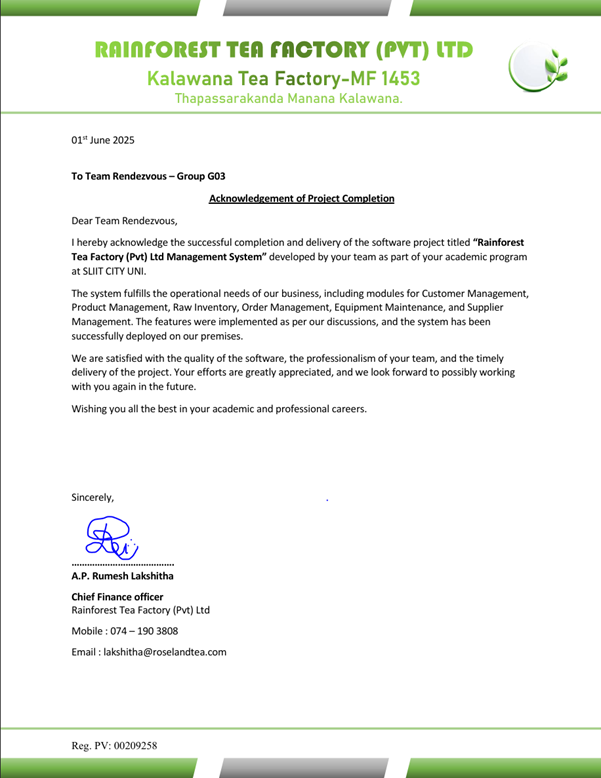 RAINFOREST TEA FACTORY (PVT) LTD
Kalawana Tea Factory-MF 1453
Thapassarakanda Manana Kalawana.
01st June 2025
To Team Rendezvous – Group G03
Acknowledgement of Project Completion
Dear Team Rendezvous,
I hereby acknowledge the successful completion and delivery of the software project titled “Rainforest
Tea Factory (Pvt) Ltd Management System” developed by your team as part of your academic program
at SLIIT CITY UNI.
The system fulfills the operational needs of our business, including modules for Customer Management,
Product Management, Raw Inventory, Order Management, Equipment Maintenance, and Supplier
Management. The features were implemented as per our discussions, and the system has been
successfully deployed on our premises.
We are satisfied with the quality of the software, the professionalism of your team, and the timely
delivery of the project. Your efforts are greatly appreciated, and we look forward to possibly working
with you again in the future.
Wishing you all the best in your academic and professional careers.
Sincerely,
.......................................
A.P. Rumesh Lakshitha
Chief Finance officer
Rainforest Tea Factory (Pvt) Ltd
Mobile : 074 – 190 3808
Email : lakshitha@roselandtea.com
Reg. PV: 00209258